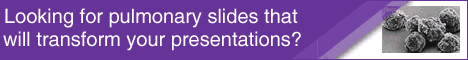 Looking for pulmonary slides that
will transform your presentations?